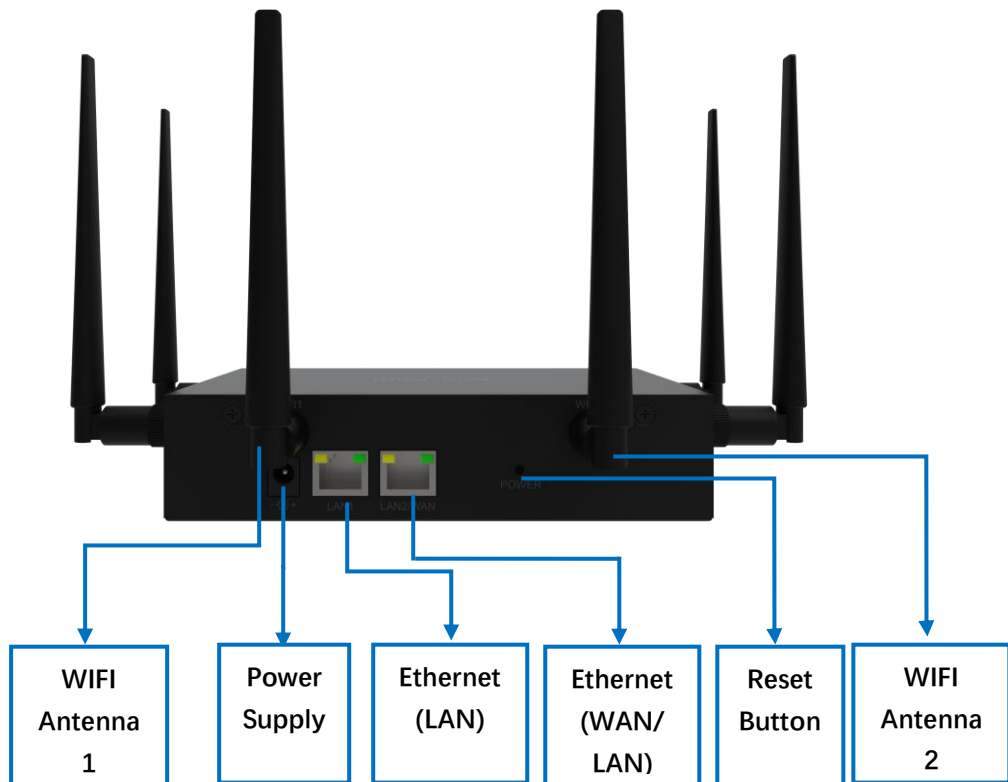 LAN1
LAN2/WAN
POWER
WIFI
Antenna
1
Power
Supply
Ethernet
(LAN)
Ethernet
(WAN/
LAN)
Reset
Button
WIFI
Antenna
2